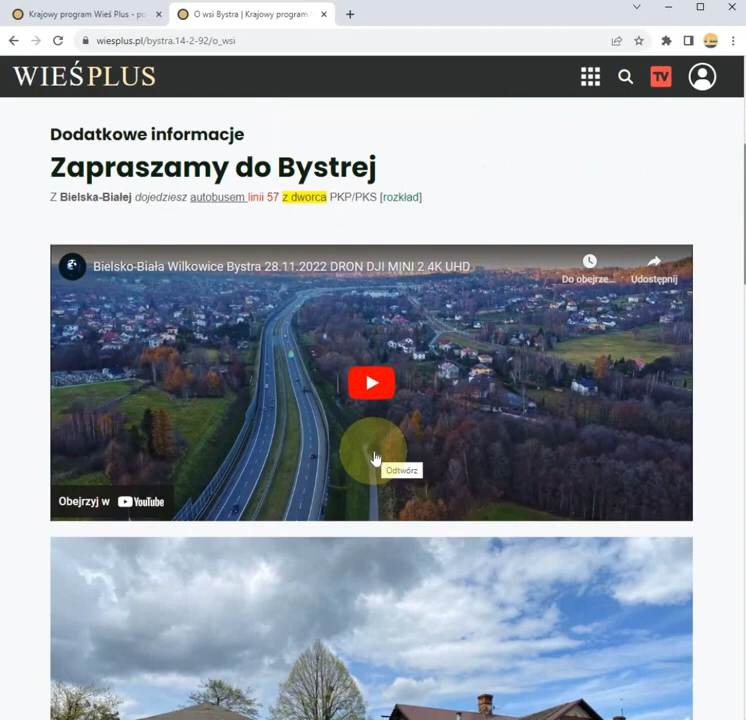 Krajowy program Wieś Plus - po
O wsi Bystra | Krajowy program
wiesplus.pl/bystra.14-2-92/o_wsi
WIEŚPLUS
TV
Dodatkowe informacje
Zapraszamy do Bystrej
Z Bielska-Białej dojedziesz autobusem linii 57 z dworca PKP/PKS [rozkład]
Bielsko-Biała Wilkowice Bystra 28.11.2022 DRON DJI MINI 2 4K UHD
Do obejrze...
Udostępnij
Odtwórz
Obejrzyj w YouTube